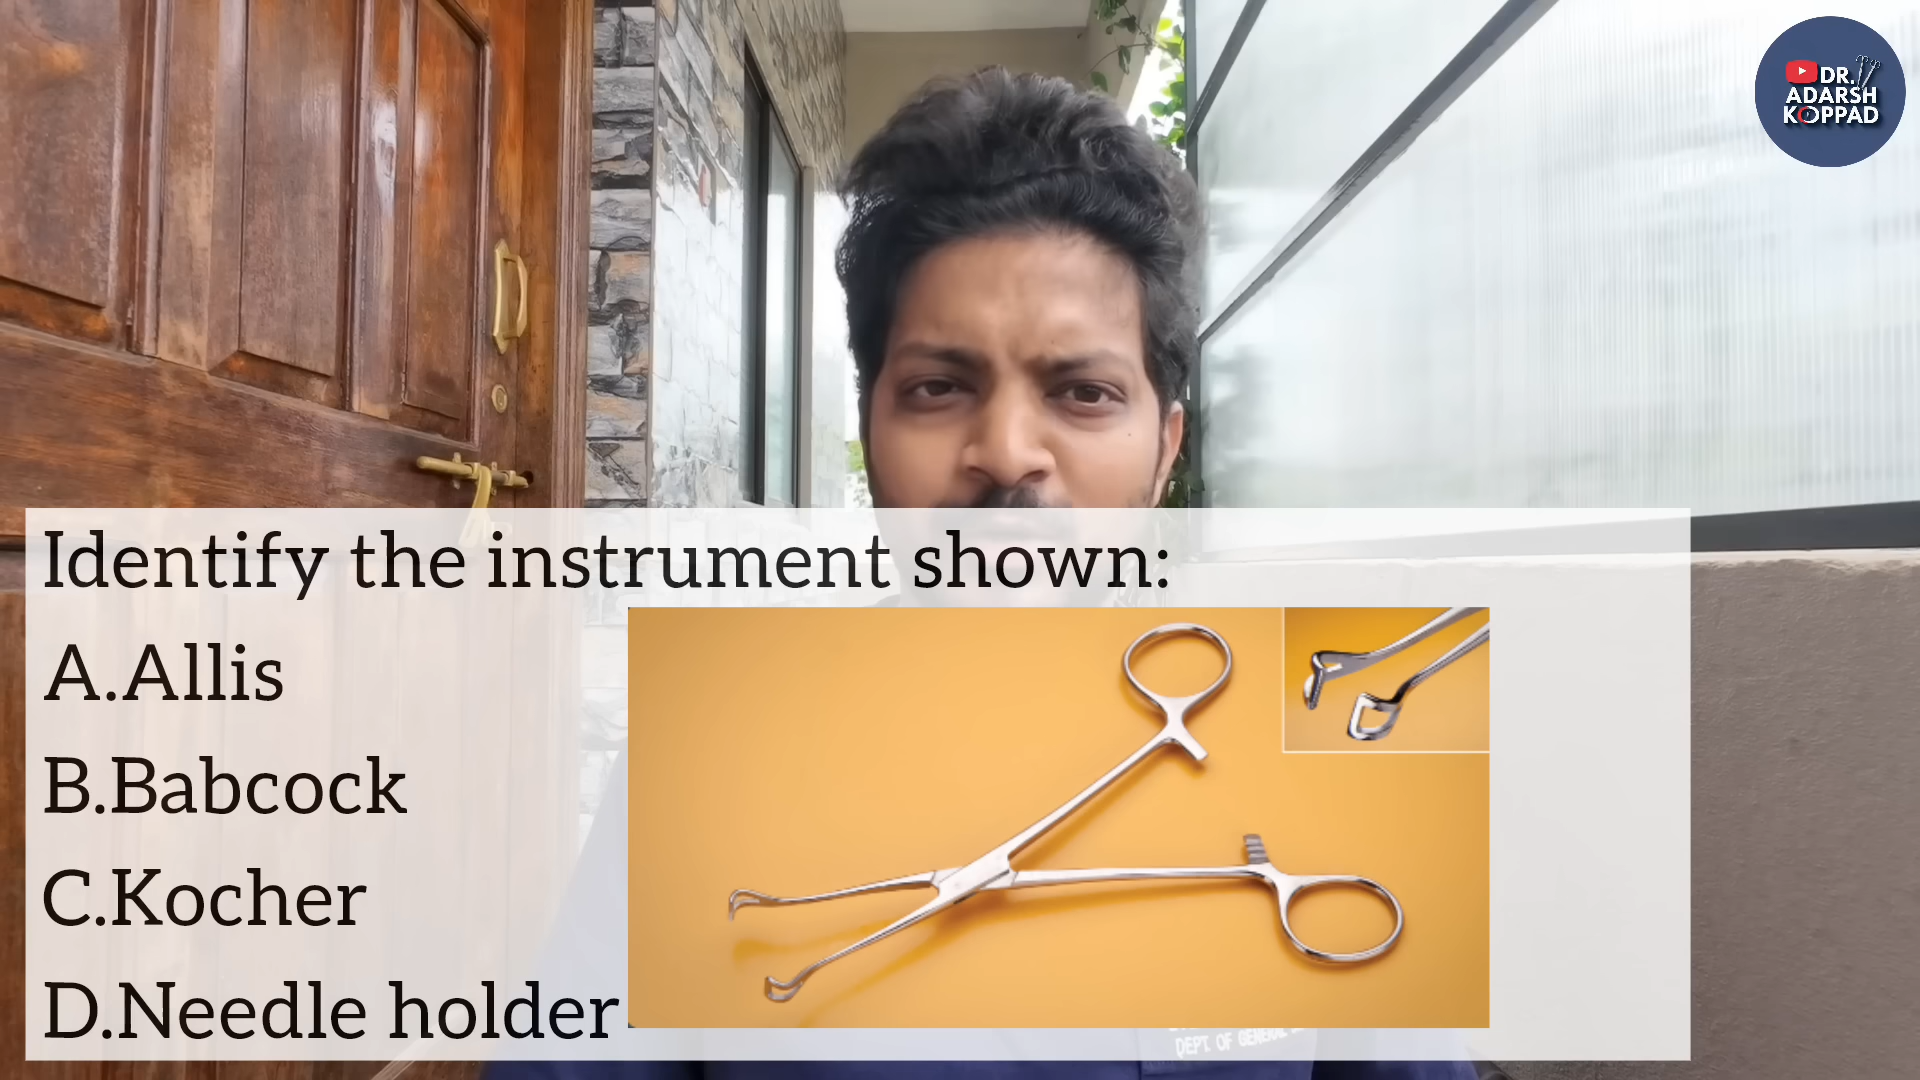 DR.
ADARSH
KOPPAD
Identify the instrument shown:
A.Allis
B.Babcock
C.Kocher
D.Needle holder
DEPT. OF GENERAL